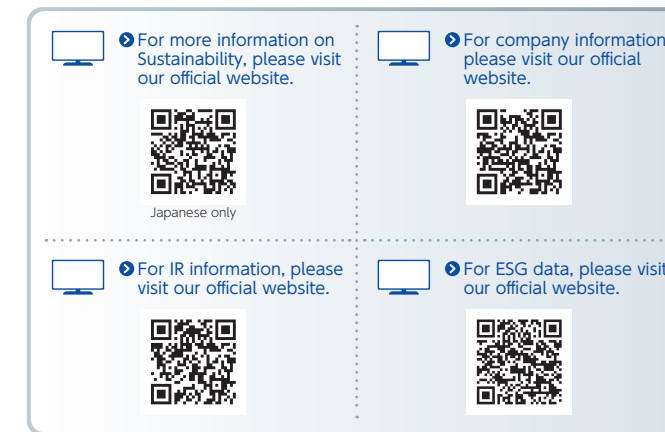 For more information on
Sustainability, please visit
our official website.
Japanese only
For company information
please visit our official
website.
For IR information, please
visit our official website.
For ESG data, please visit
our official website.